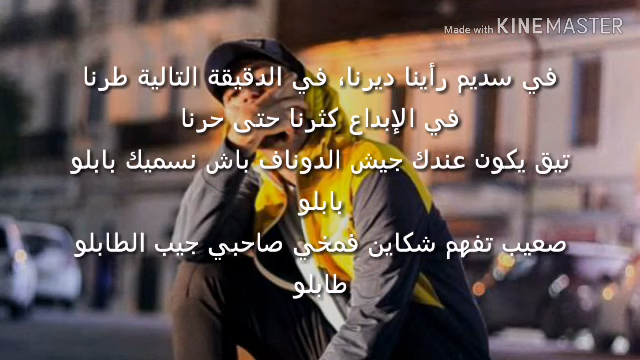 Made with KINEMASTER
في سديم رأينا ديرنا، في الدقيقة التالية طرنا
في الإبداع كثرنا حتى حرنا
تيق يكون عندك جيش الدوناف باش نسميك بابلو
بابلو
صعيب تفهم شكاين فمخي صاحبي جيب الطابلو
طابلو